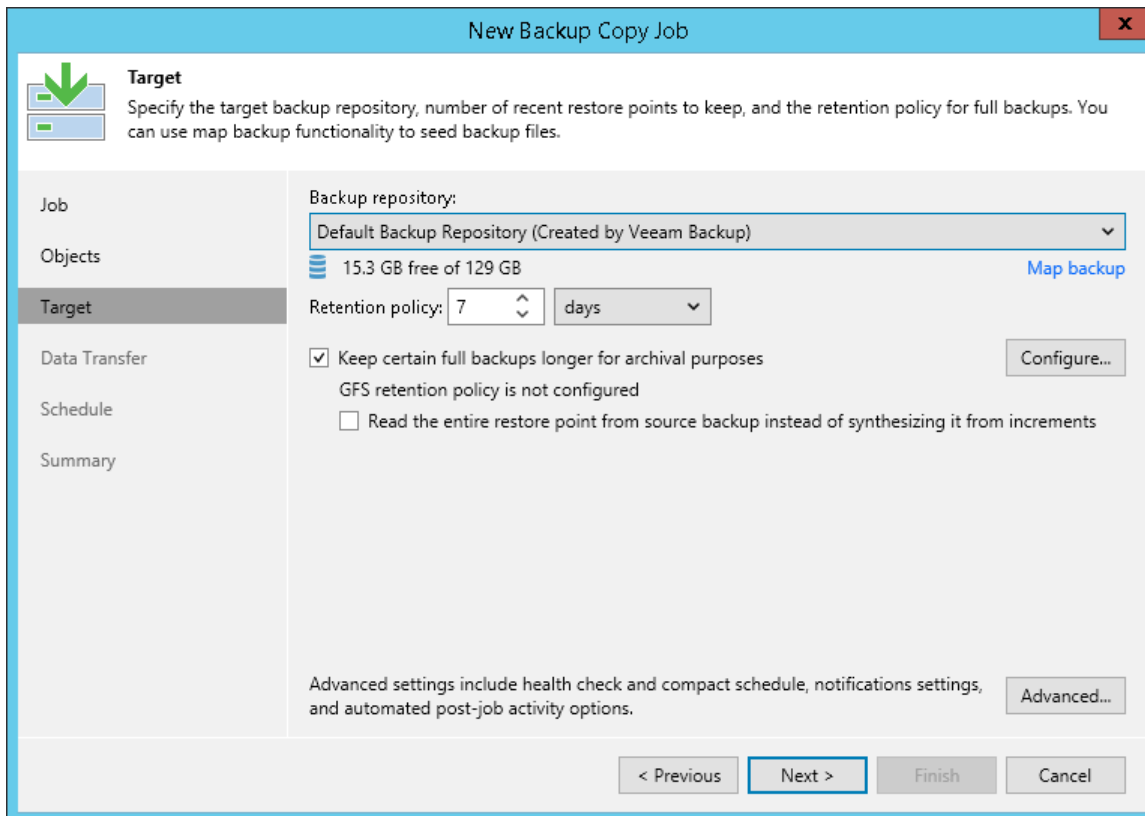 New Backup Copy Job
x
Target
Specify the target backup repository, number of recent restore points to keep, and the retention policy for full backups. You
can use map backup functionality to seed backup files.
Job
Objects
Target
Data Transfer
Schedule
Summary
Backup repository:
Default Backup Repository (Created by Veeam Backup)
15.3 GB free of 129 GB
Map backup
Retention policy: 7 days
Keep certain full backups longer for archival purposes
Configure...
GFS retention policy is not configured
Read the entire restore point from source backup instead of synthesizing it from increments
Advanced settings include health check and compact schedule, notifications settings,
and automated post-job activity options.
Advanced...
< Previous
Next >
Finish
Cancel